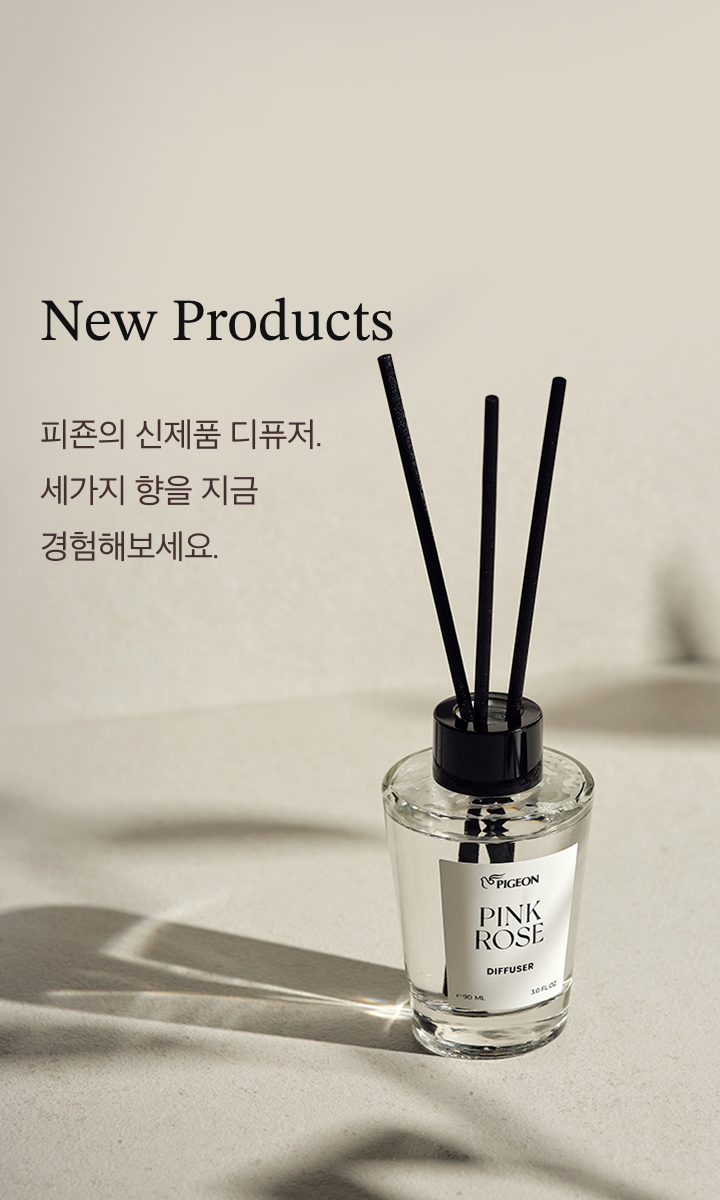 New Products
피죤의 신제품 디퓨저.
세가지 향을 지금
경험해보세요.
PIGEON
PINK
ROSE
DIFFUSER
℮90 ML 3.0 FL.OZ